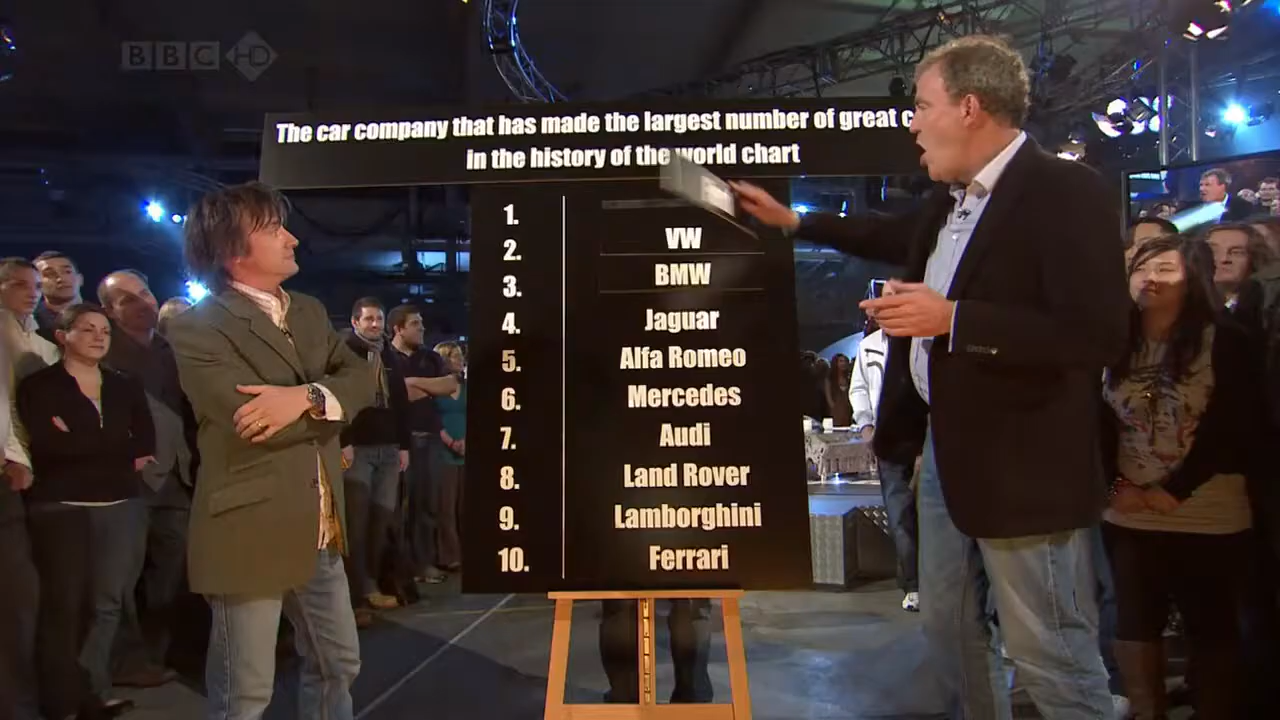 BBC HD
The car company that has made the largest number of great c
in the history of the world chart
1.
2. VW
3. BMW
4. Jaguar
5. Alfa Romeo
6. Mercedes
7. Audi
8. Land Rover
9. Lamborghini
10. Ferrari